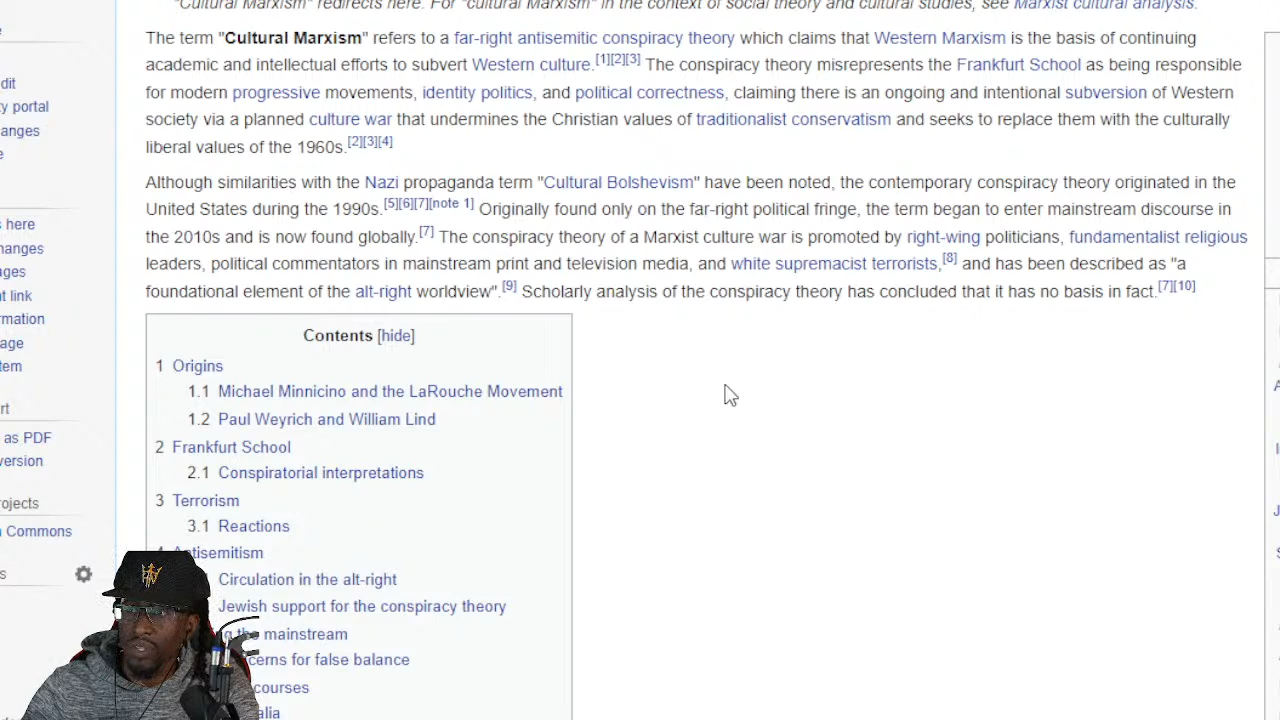 "Cultural Marxism" redirects here. For "cultural Marxism" in the context of social theory and cultural studies, see Marxist cultural analysis.
The term "Cultural Marxism" refers to a far-right antisemitic conspiracy theory which claims that Western Marxism is the basis of continuing
academic and intellectual efforts to subvert Western culture.[1][2][3] The conspiracy theory misrepresents the Frankfurt School as being responsible
for modern progressive movements, identity politics, and political correctness, claiming there is an ongoing and intentional subversion of Western
society via a planned culture war that undermines the Christian values of traditionalist conservatism and seeks to replace them with the culturally
liberal values of the 1960s.[2][3][4]
Although similarities with the Nazi propaganda term "Cultural Bolshevism" have been noted, the contemporary conspiracy theory originated in the
United States during the 1990s.[5][6][7][note 1] Originally found only on the far-right political fringe, the term began to enter mainstream discourse in
the 2010s and is now found globally.[7] The conspiracy theory of a Marxist culture war is promoted by right-wing politicians, fundamentalist religious
leaders, political commentators in mainstream print and television media, and white supremacist terrorists,[8] and has been described as "a
foundational element of the alt-right worldview".[9] Scholarly analysis of the conspiracy theory has concluded that it has no basis in fact.[7][10]
Contents [hide]
1 Origins
1.1 Michael Minnicino and the LaRouche Movement
1.2 Paul Weyrich and William Lind
2 Frankfurt School
2.1 Conspiratorial interpretations
3 Terrorism
3.1 Reactions
4 Antisemitism
Circulation in the alt-right
Jewish support for the conspiracy theory
g the mainstream
cerns for false balance
courses
alia
dit
y portal
anges
e
s here
hanges
ages
t link
rmation
age
tem
rt
as PDF
version
rojects
Commons
s